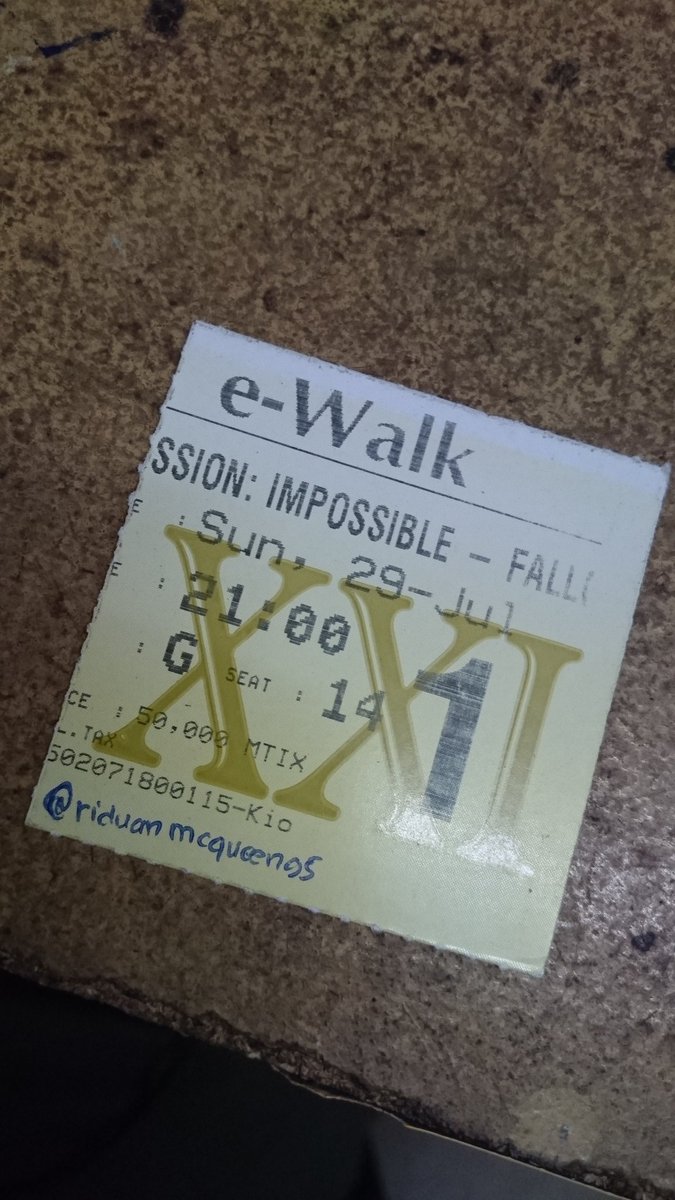 e-Walk
SSION: IMPOSSIBLE - FALL
E : Sun, 29-Jul
E : 21:00
: G SEAT : 14
1
XXI
CE : 50,000 MTIX
L.TAX
502071800115-Kio
@riduanmcqueen95